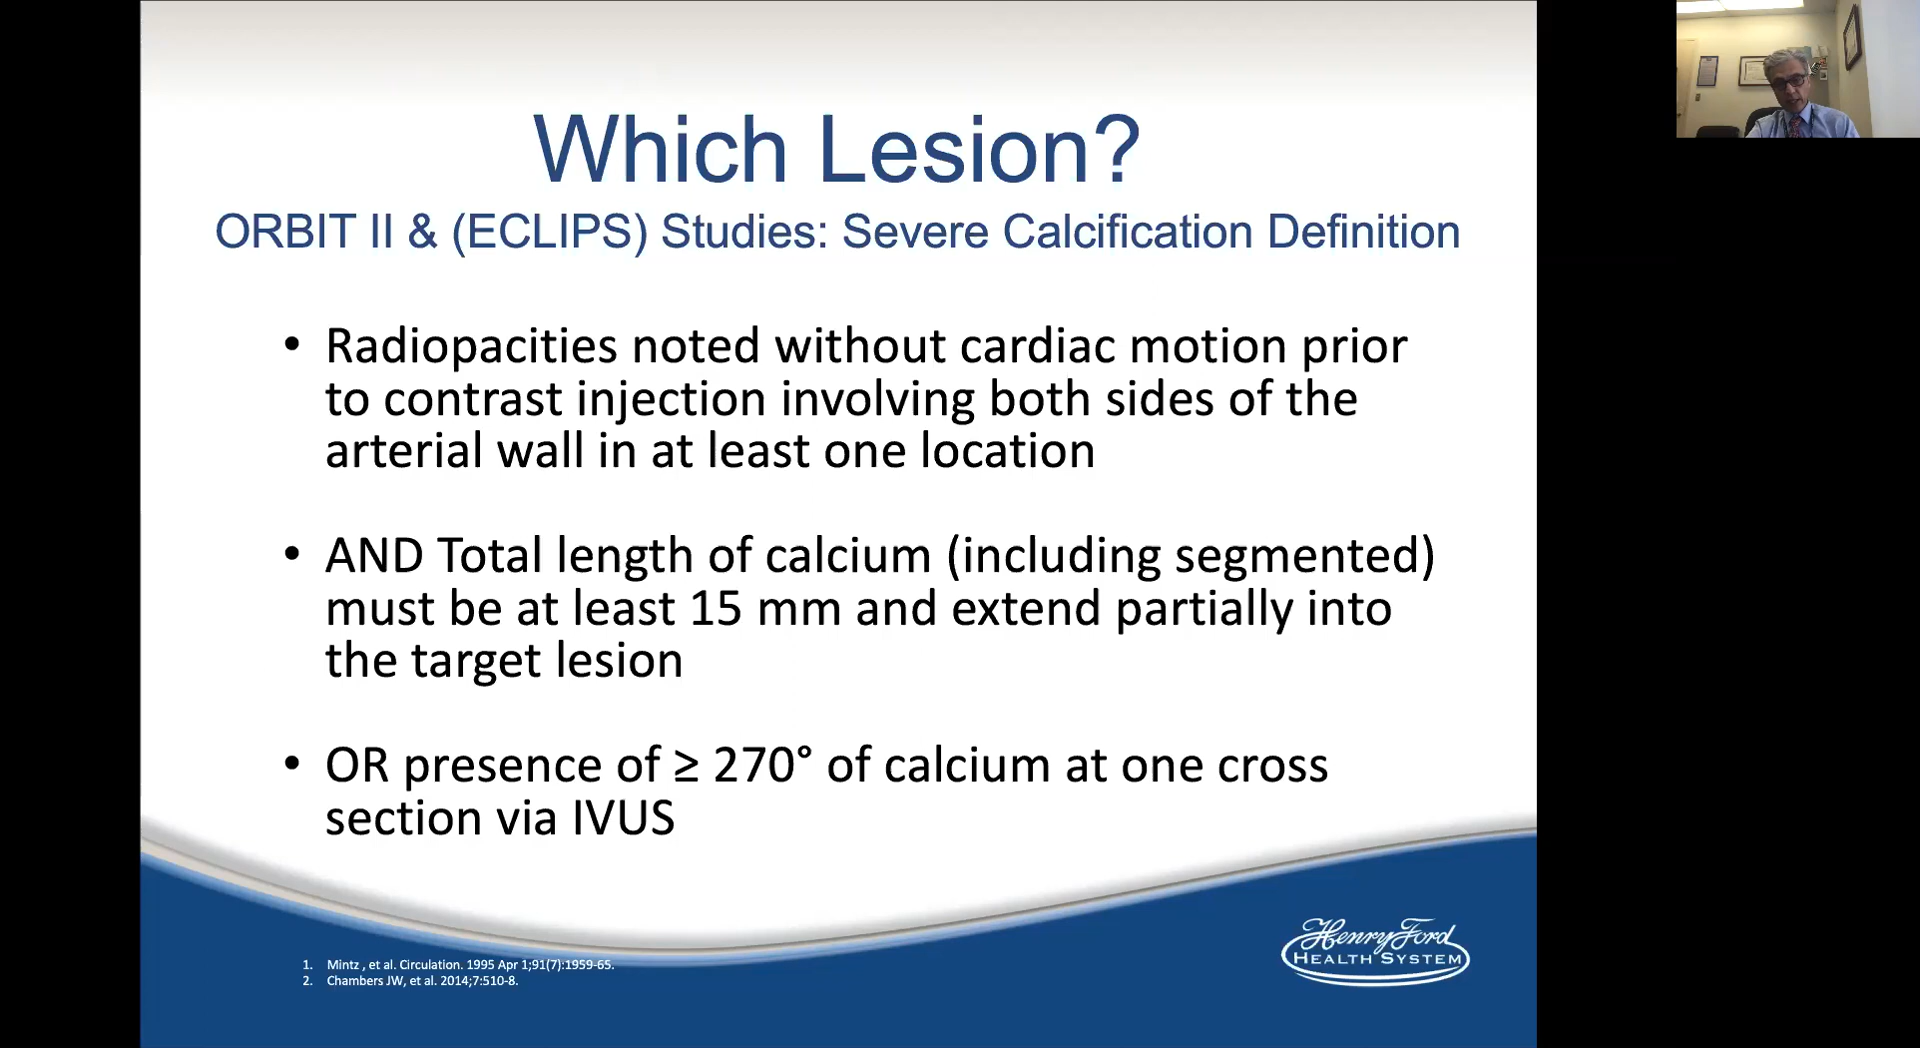 Which Lesion?
ORBIT II & (ECLIPS) Studies: Severe Calcification Definition
• Radiopacities noted without cardiac motion prior
to contrast injection involving both sides of the
arterial wall in at least one location
• AND Total length of calcium (including segmented)
must be at least 15 mm and extend partially into
the target lesion
• OR presence of ≥ 270° of calcium at one cross
section via IVUS
1. Mintz , et al. Circulation. 1995 Apr 1;91(7):1959-65.
2. Chambers JW, et al. 2014;7:510-8.
Henry Ford
HEALTH SYSTEM